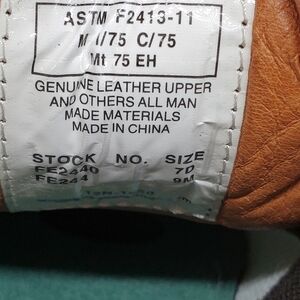 ASTM F2413-11
M I/75 C/75
Mt 75 EH
GENUINE LEATHER UPPER
AND OTHERS ALL MAN
MADE MATERIALS
MADE IN CHINA
STOCK NO. SIZE
FE2440 7D
FE244 9M